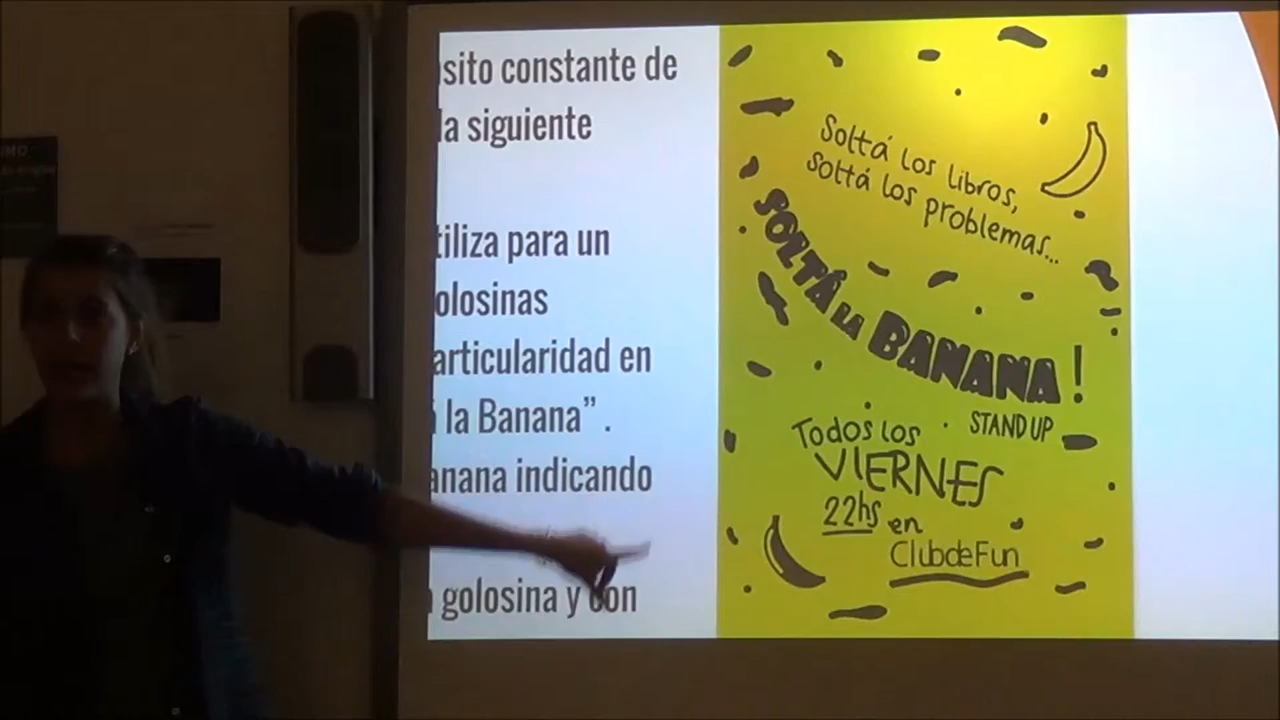 sito constante de
la siguiente
tiliza para un
olosinas
articularidad en
la Banana”.
anana indicando
golosina y con
Soltá los libros,
soltá los problemas...
SOLTÁ LA BANANA!
STAND UP
Todos los
VIERNES
22hs en
ClubdeFun